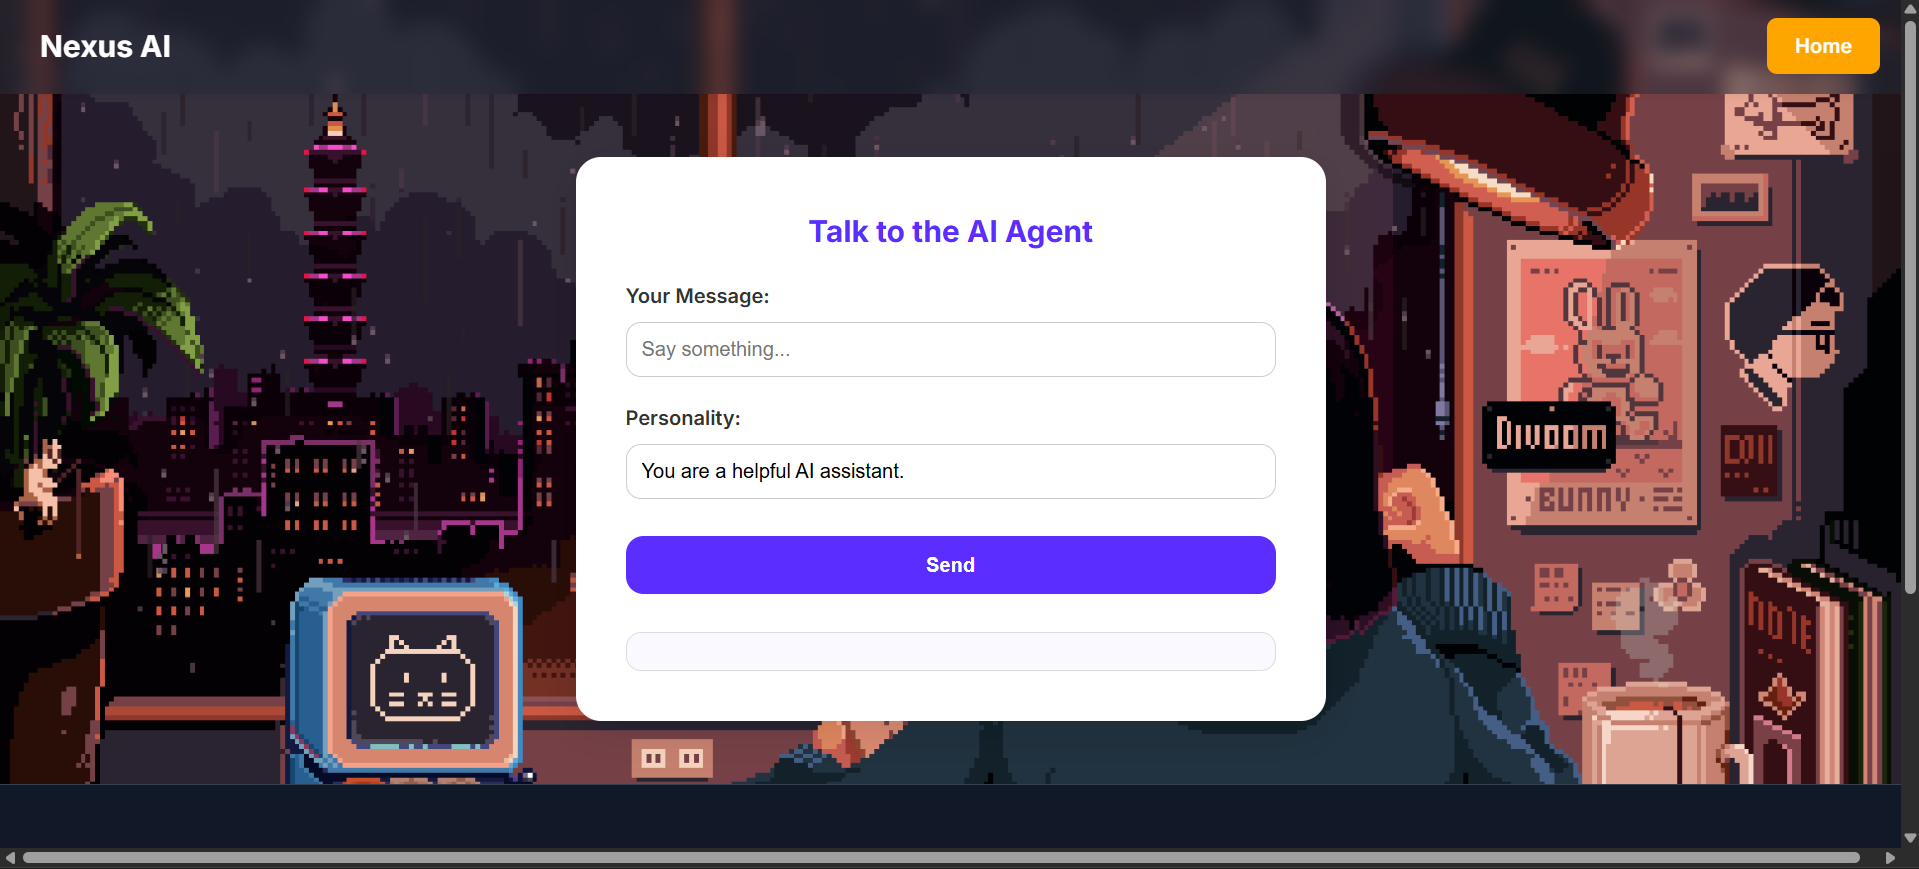 Nexus AI
Home
Talk to the AI Agent
Your Message:
Say something...
Personality:
You are a helpful AI assistant.
Send
Divoom
BUNNY